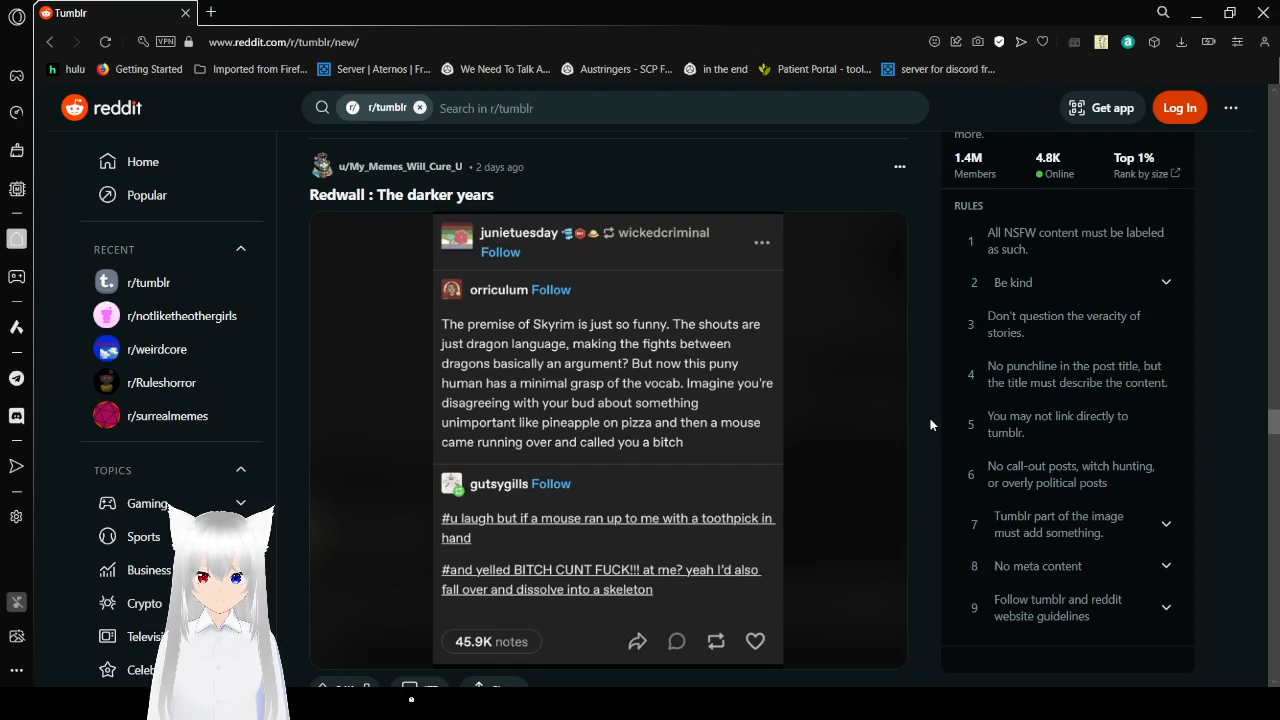 Tumblr
VPN
www.reddit.com/r/tumblr/new/
hulu
Getting Started
Imported from Firef...
Server | Aternos | Fr...
We Need To Talk A...
Austringers - SCP F...
in the end
Patient Portal - tool...
server for discord fr...
reddit
r/ r/tumblr
Search in r/tumblr
Get app
Log In
Home
Popular
RECENT
r/tumblr
r/notliketheothergirls
r/weirdcore
r/Ruleshorror
r/surrealmemes
TOPICS
Gaming
Sports
Business
Crypto
Televisi
Celeb
u/My_Memes_Will_Cure_U • 2 days ago
Redwall : The darker years
junietuesday wickedcriminal
Follow
orriculum Follow
The premise of Skyrim is just so funny. The shouts are
just dragon language, making the fights between
dragons basically an argument? But now this puny
human has a minimal grasp of the vocab. Imagine you're
disagreeing with your bud about something
unimportant like pineapple on pizza and then a mouse
came running over and called you a bitch
gutsygills Follow
#u laugh but if a mouse ran up to me with a toothpick in
hand
#and yelled BITCH CUNT FUCK!!! at me? yeah I'd also
fall over and dissolve into a skeleton
45.9K notes
more.
1.4M
Members
4.8K
Online
Top 1%
Rank by size
RULES
1 All NSFW content must be labeled
as such.
2 Be kind
3 Don't question the veracity of
stories.
4 No punchline in the post title, but
the title must describe the content.
5 You may not link directly to
tumblr.
6 No call-out posts, witch hunting,
or overly political posts
7 Tumblr part of the image
must add something.
8 No meta content
9 Follow tumblr and reddit
website guidelines